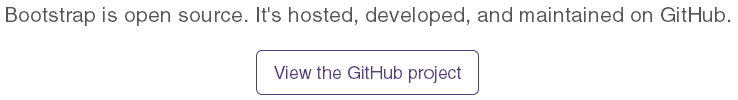 Bootstrap is open source. It's hosted, developed, and maintained on GitHub.
View the GitHub project